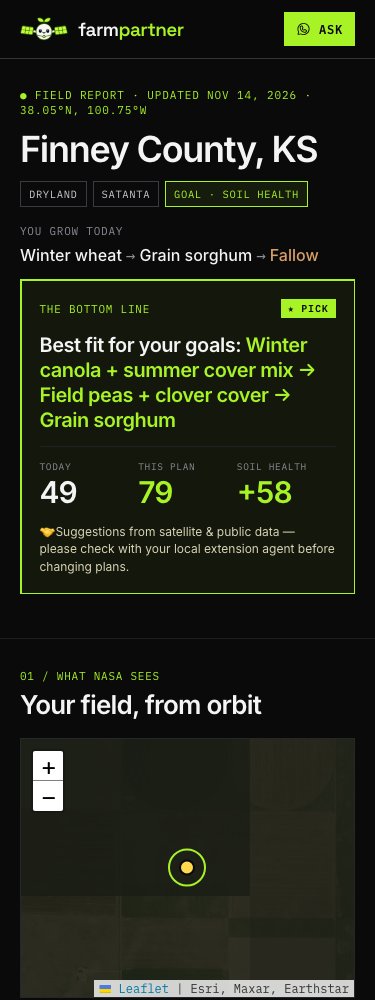 farmpartner
ASK
● FIELD REPORT · UPDATED NOV 14, 2026 ·
38.05°N, 100.75°W
Finney County, KS
DRYLAND
SATANTA
GOAL · SOIL HEALTH
YOU GROW TODAY
Winter wheat → Grain sorghum → Fallow
THE BOTTOM LINE
★ PICK
Best fit for your goals: Winter
canola + summer cover mix →
Field peas + clover cover →
Grain sorghum
TODAY
THIS PLAN
SOIL HEALTH
49
79
+58
🤝Suggestions from satellite & public data —
please check with your local extension agent before
changing plans.
01 / WHAT NASA SEES
Your field, from orbit
+
−
Leaflet | Esri, Maxar, Earthstar